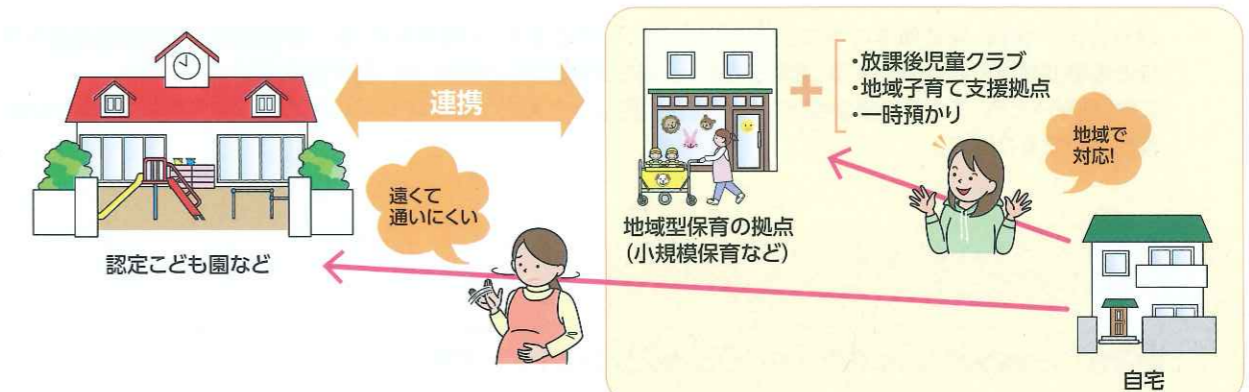 連携
・放課後児童クラブ
・地域子育て支援拠点
・一時預かり
地域で
対応!
遠くて
通いにくい
地域型保育の拠点
(小規模保育など)
認定こども園など
自宅